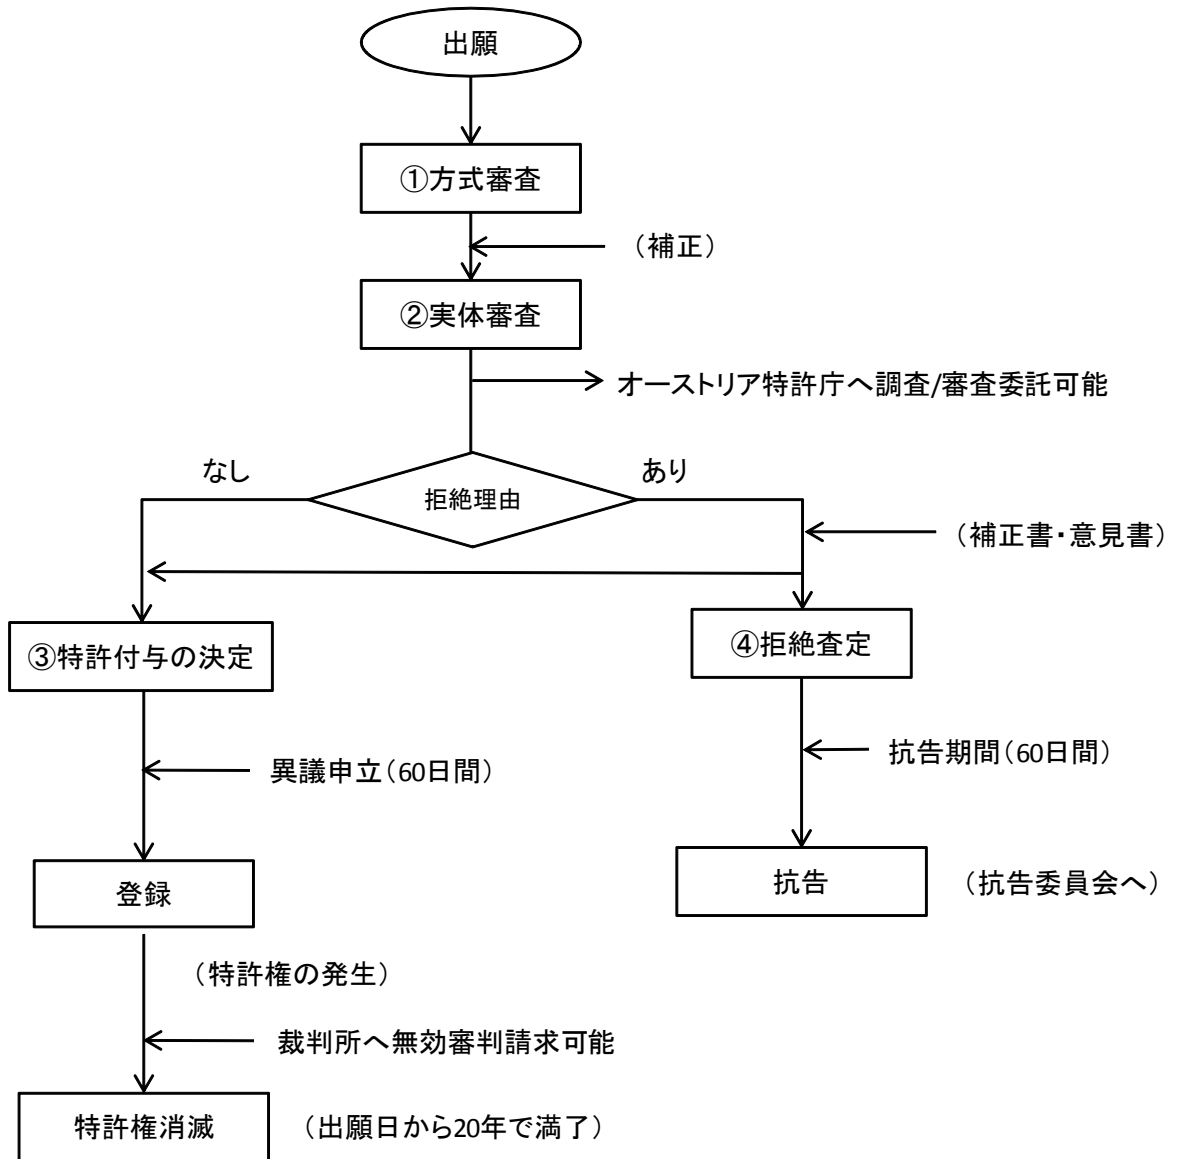 出願
①方式審査
（補正）
②実体審査
オーストリア特許庁へ調査/審査委託可能
なし
あり
拒絶理由
（補正書・意見書）
③特許付与の決定
④拒絶査定
異議申立（60日間）
抗告期間（60日間）
登録
抗告
（抗告委員会へ）
（特許権の発生）
裁判所へ無効審判請求可能
特許権消滅
（出願日から20年で満了）